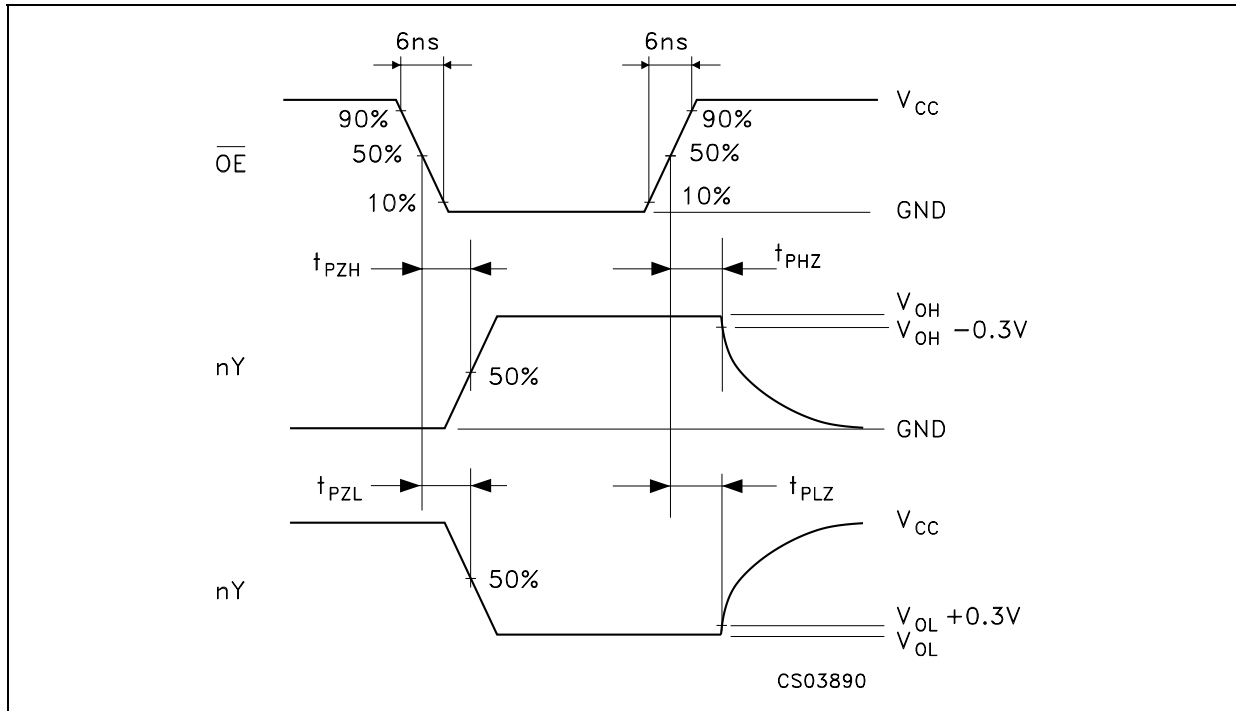 6ns 6ns
V_CC
90% 90%
O̅E̅ 50% 50%
10% 10%
GND
t_PZH t_PHZ
V_OH
V_OH −0.3V
nY 50%
GND
t_PZL t_PLZ
V_CC
50%
nY
V_OL +0.3V
V_OL
CS03890